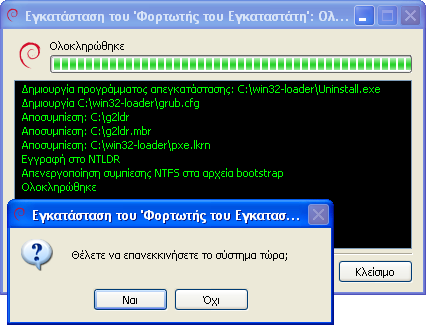 Εγκατάσταση του 'Φορτωτής του Εγκαταστάτη': Ολ...
Ολοκληρώθηκε
Δημιουργία προγράμματος απεγκατάστασης: C:\win32-loader\Uninstall.exe
Δημιουργία C:\win32-loader\grub.cfg
Αποσυμπίεση: C:\g2ldr
Αποσυμπίεση: C:\g2ldr.mbr
Αποσυμπίεση: C:\win32-loader\pxe.lkrn
Εγγραφή στο NTLDR
Απενεργοποίηση συμπίεσης NTFS στα αρχεία bootstrap
Ολοκληρώθηκε
Εγκατάσταση του 'Φορτωτής του Εγκατασ...
Θέλετε να επανεκκινήσετε το σύστημα τώρα;
Ναι
Όχι
Κλείσιμο